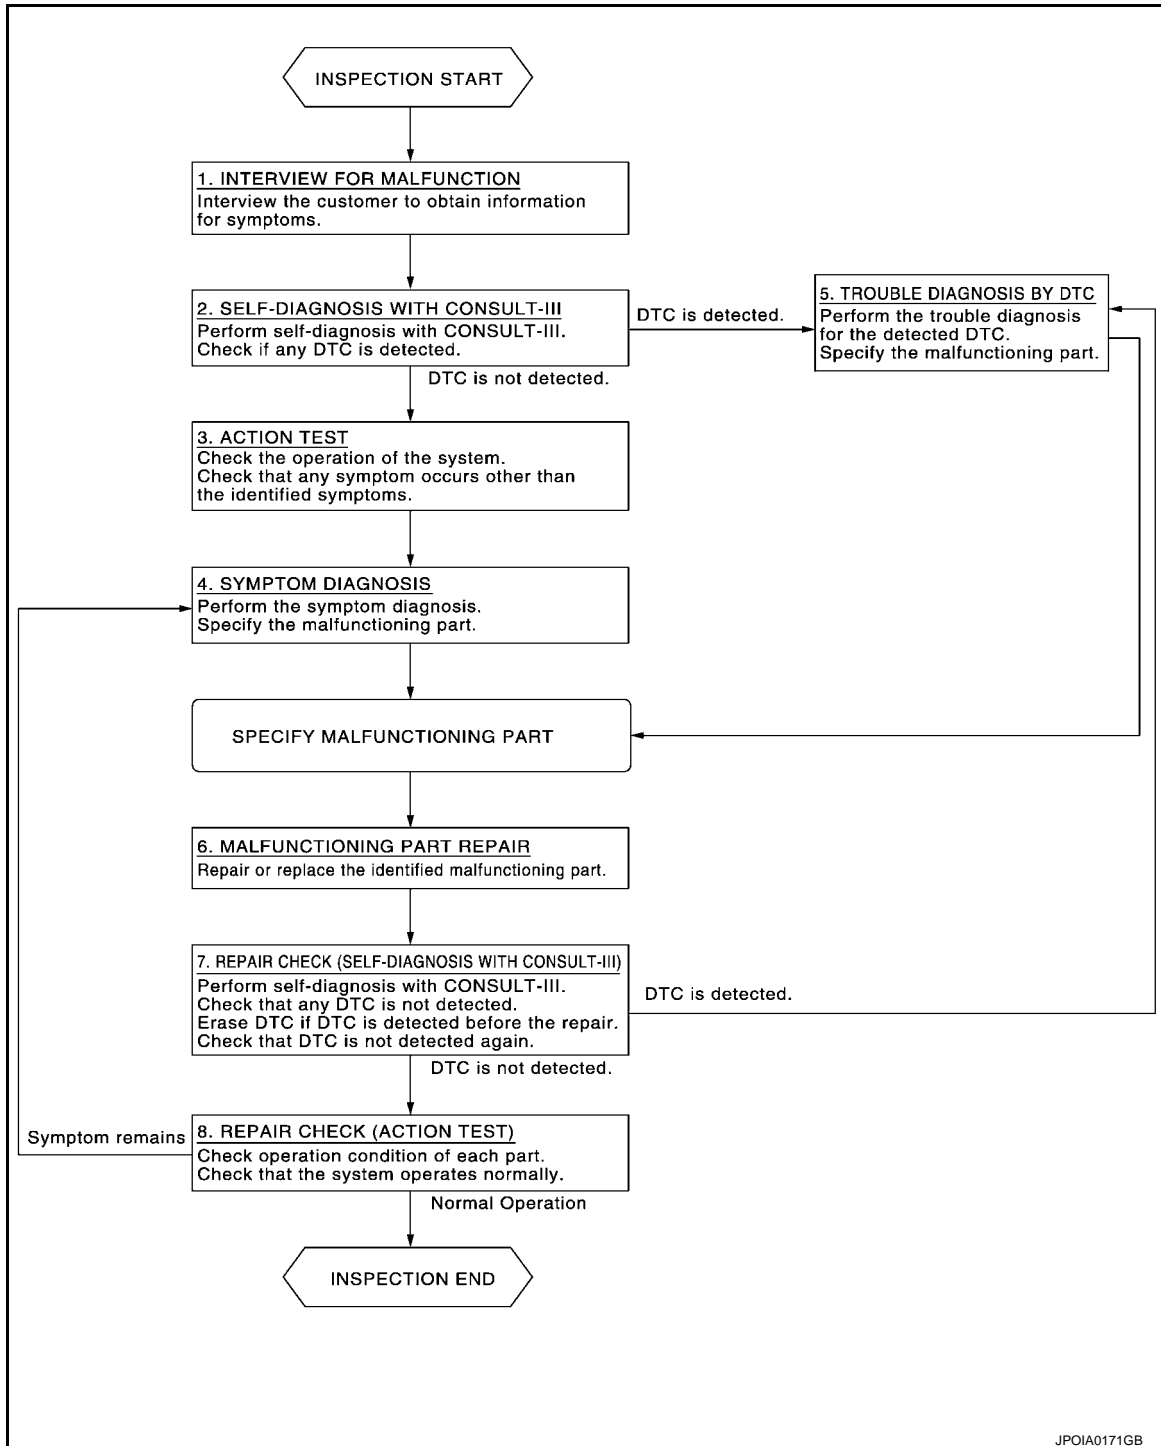 INSPECTION START
1. INTERVIEW FOR MALFUNCTION
Interview the customer to obtain information
for symptoms.
2. SELF-DIAGNOSIS WITH CONSULT-III
Perform self-diagnosis with CONSULT-III.
Check if any DTC is detected.
DTC is detected.
5. TROUBLE DIAGNOSIS BY DTC
Perform the trouble diagnosis
for the detected DTC.
Specify the malfunctioning part.
DTC is not detected.
3. ACTION TEST
Check the operation of the system.
Check that any symptom occurs other than
the identified symptoms.
4. SYMPTOM DIAGNOSIS
Perform the symptom diagnosis.
Specify the malfunctioning part.
SPECIFY MALFUNCTIONING PART
6. MALFUNCTIONING PART REPAIR
Repair or replace the identified malfunctioning part.
7. REPAIR CHECK (SELF-DIAGNOSIS WITH CONSULT-III)
Perform self-diagnosis with CONSULT-III.
Check that any DTC is not detected.
Erase DTC if DTC is detected before the repair.
Check that DTC is not detected again.
DTC is detected.
DTC is not detected.
Symptom remains
8. REPAIR CHECK (ACTION TEST)
Check operation condition of each part.
Check that the system operates normally.
Normal Operation
INSPECTION END
JPOIA0171GB